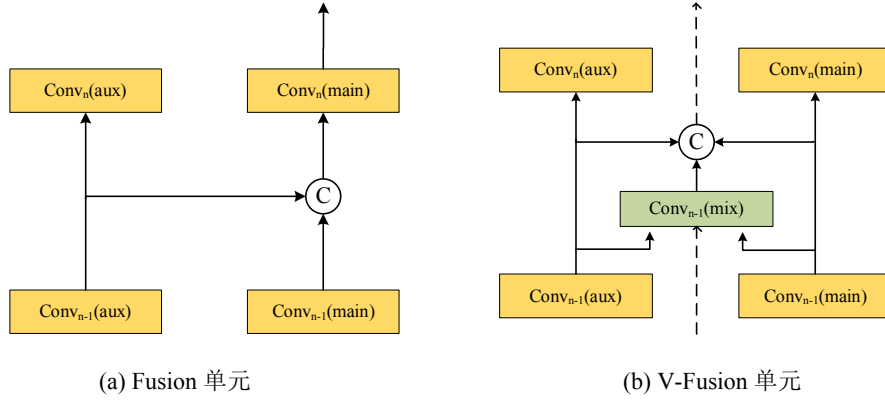 Convₙ(aux) Convₙ(main)
C
Convₙ₋₁(aux) Convₙ₋₁(main)
(a) Fusion 单元
Convₙ(aux) Convₙ(main)
C
Convₙ₋₁(mix)
Convₙ₋₁(aux) Convₙ₋₁(main)
(b) V-Fusion 单元